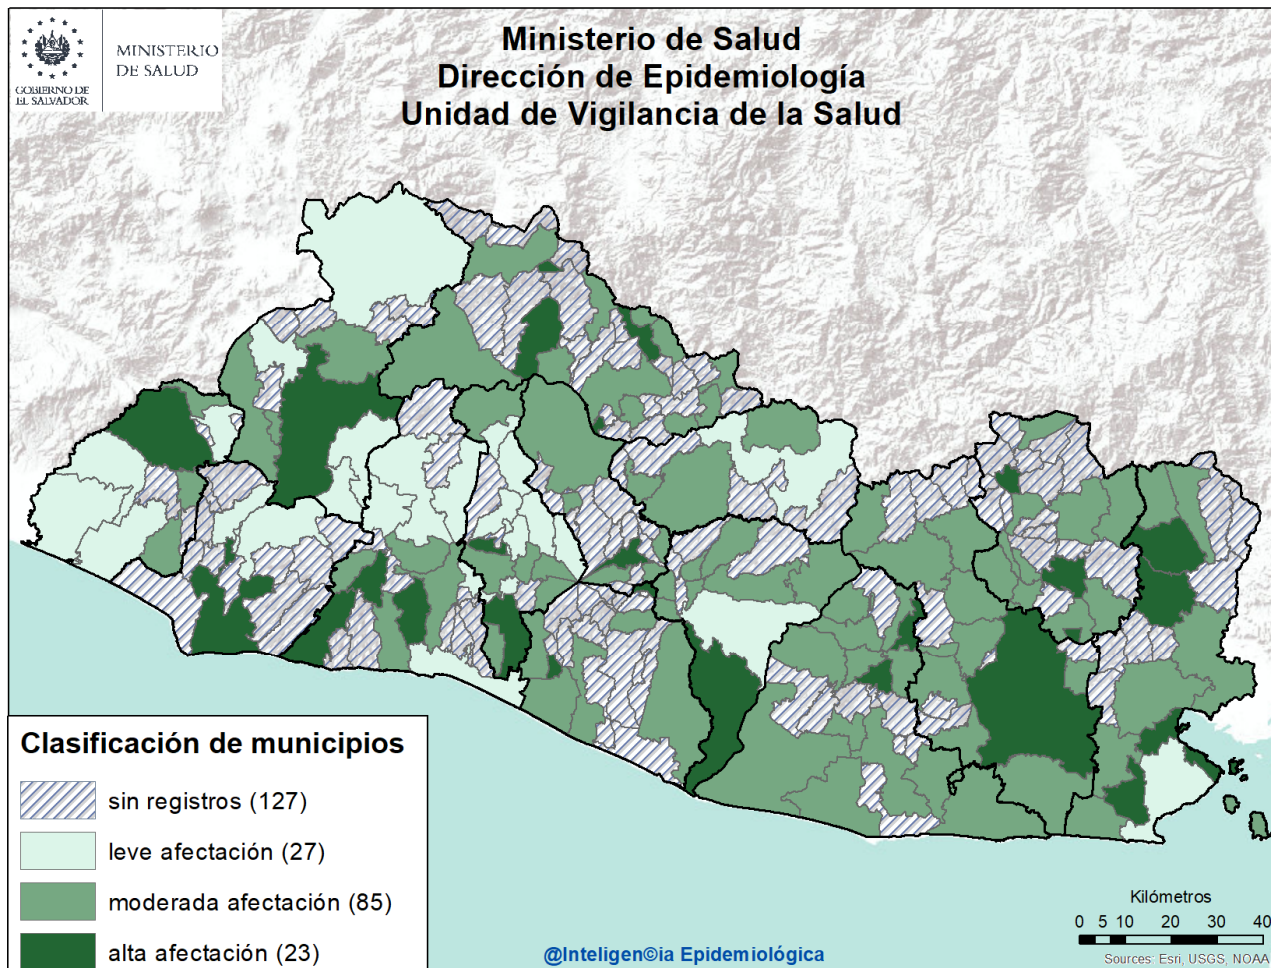 GOBIERNO DE
EL SALVADOR
MINISTERIO
DE SALUD
Ministerio de Salud
Dirección de Epidemiología
Unidad de Vigilancia de la Salud
Clasificación de municipios
sin registros (127)
leve afectación (27)
moderada afectación (85)
alta afectación (23)
@Inteligen©ia Epidemiológica
Kilómetros
0 5 10 20 30 40
Sources: Esri, USGS, NOAA